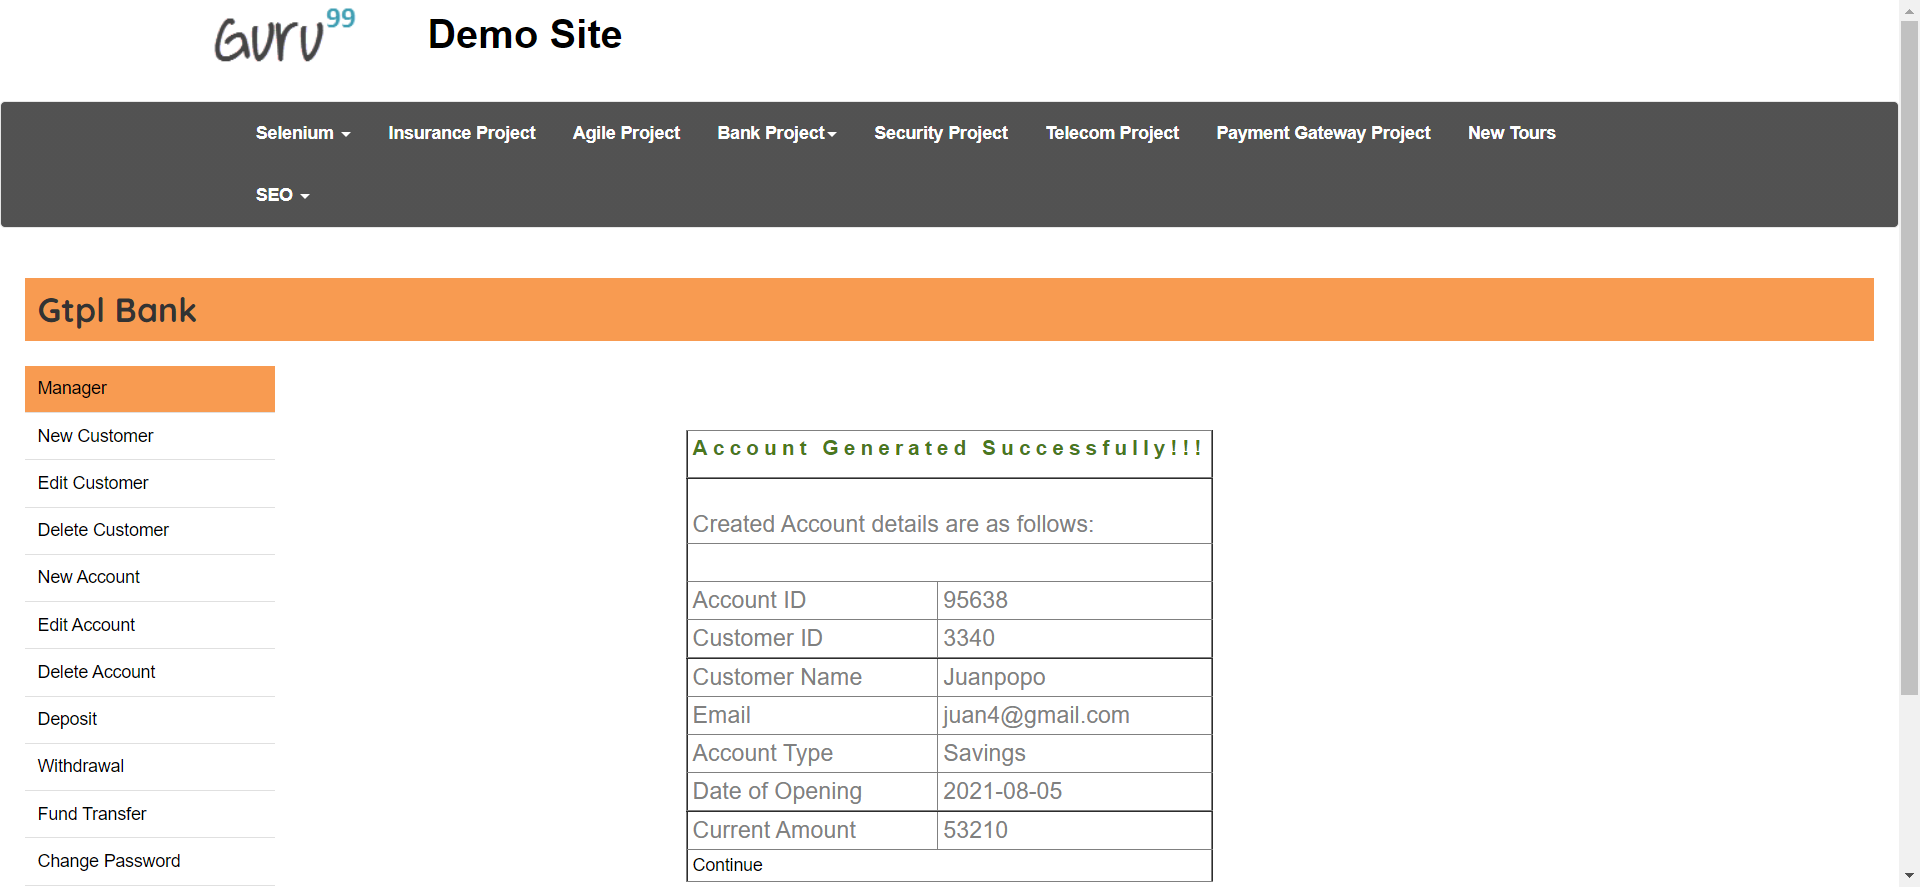 Guru99
Demo Site
Selenium
Insurance Project
Agile Project
Bank Project
Security Project
Telecom Project
Payment Gateway Project
New Tours
SEO
Gtpl Bank
Manager
New Customer
Edit Customer
Delete Customer
New Account
Edit Account
Delete Account
Deposit
Withdrawal
Fund Transfer
Change Password
Account Generated Successfully!!!
Created Account details are as follows:
Account ID 95638
Customer ID 3340
Customer Name Juanpopo
Email juan4@gmail.com
Account Type Savings
Date of Opening 2021-08-05
Current Amount 53210
Continue